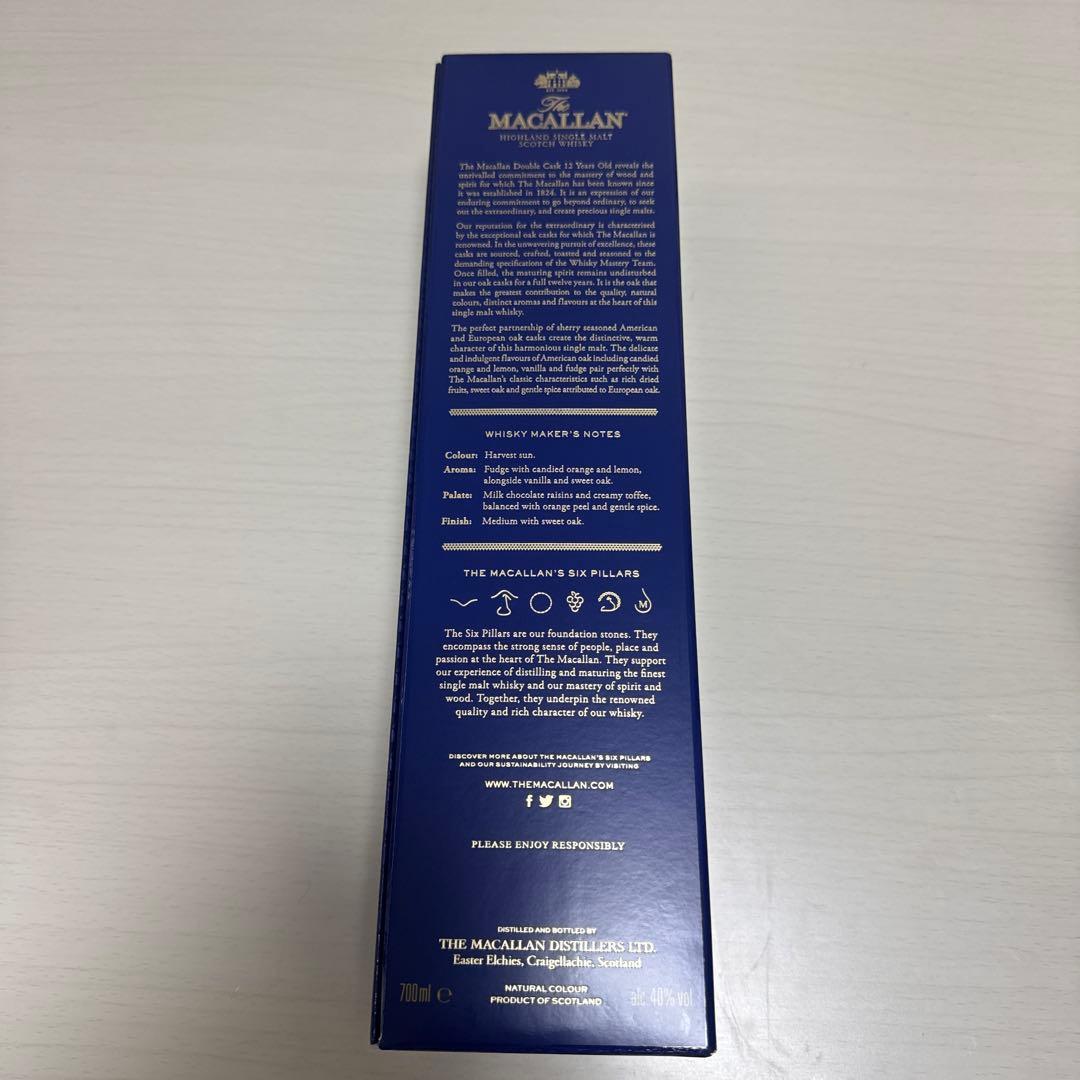 EST. 1824
The
MACALLAN
HIGHLAND SINGLE MALT
SCOTCH WHISKY
The Macallan Double Cask 12 Years Old reveals the
unrivalled commitment to the mastery of wood and
spirit for which The Macallan has been known since
it was established in 1824. It is an expression of our
enduring commitment to go beyond ordinary, to seek
out the extraordinary, and create precious single malts.
Our reputation for the extraordinary is characterised
by the exceptional oak casks for which The Macallan is
renowned. In the unwavering pursuit of excellence, these
casks are sourced, crafted, toasted and seasoned to the
demanding specifications of the Whisky Mastery Team.
Once filled, the maturing spirit remains undisturbed
in our oak casks for a full twelve years. It is the oak that
makes the greatest contribution to the quality, natural
colours, distinct aromas and flavours at the heart of this
single malt whisky.
The perfect partnership of sherry seasoned American
and European oak casks create the distinctive, warm
character of this harmonious single malt. The delicate
and indulgent flavours of American oak including candied
orange and lemon, vanilla and fudge pair perfectly with
The Macallan's classic characteristics such as rich dried
fruits, sweet oak and gentle spice attributed to European oak.
WHISKY MAKER'S NOTES
Colour: Harvest sun.
Aroma: Fudge with candied orange and lemon,
alongside vanilla and sweet oak.
Palate: Milk chocolate raisins and creamy toffee,
balanced with orange peel and gentle spice.
Finish: Medium with sweet oak.
THE MACALLAN'S SIX PILLARS
M
The Six Pillars are our foundation stones. They
encompass the strong sense of people, place and
passion at the heart of The Macallan. They support
our experience of distilling and maturing the finest
single malt whisky and our mastery of spirit and
wood. Together, they underpin the renowned
quality and rich character of our whisky.
DISCOVER MORE ABOUT THE MACALLAN'S SIX PILLARS
AND OUR SUSTAINABILITY JOURNEY BY VISITING
WWW.THEMACALLAN.COM
PLEASE ENJOY RESPONSIBLY
DISTILLED AND BOTTLED BY
THE MACALLAN DISTILLERS LTD.
Easter Elchies, Craigellachie, Scotland
700ml ℮ NATURAL COLOUR
PRODUCT OF SCOTLAND alc. 40% vol